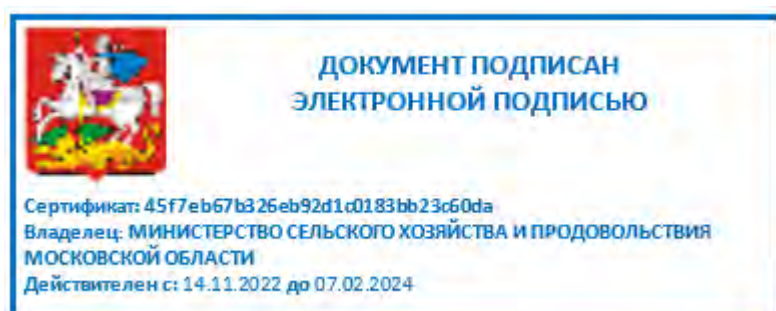 ДОКУМЕНТ ПОДПИСАН
ЭЛЕКТРОННОЙ ПОДПИСЬЮ
Сертификат: 45f7eb67b326eb92d1c0183bb23c60da
Владелец: МИНИСТЕРСТВО СЕЛЬСКОГО ХОЗЯЙСТВА И ПРОДОВОЛЬСТВИЯ
МОСКОВСКОЙ ОБЛАСТИ
Действителен с: 14.11.2022 до 07.02.2024